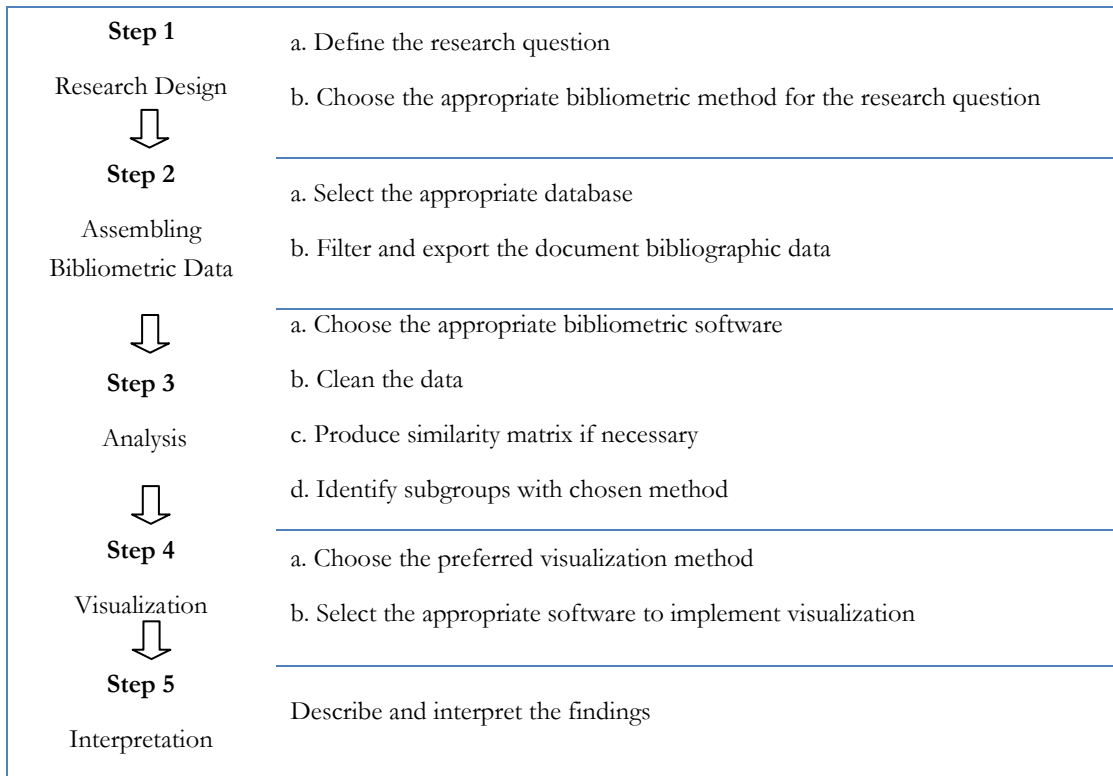 Step 1
Research Design
a. Define the research question
b. Choose the appropriate bibliometric method for the research question
Step 2
Assembling
Bibliometric Data
a. Select the appropriate database
b. Filter and export the document bibliographic data
Step 3
Analysis
a. Choose the appropriate bibliometric software
b. Clean the data
c. Produce similarity matrix if necessary
d. Identify subgroups with chosen method
Step 4
Visualization
a. Choose the preferred visualization method
b. Select the appropriate software to implement visualization
Step 5
Interpretation
Describe and interpret the findings